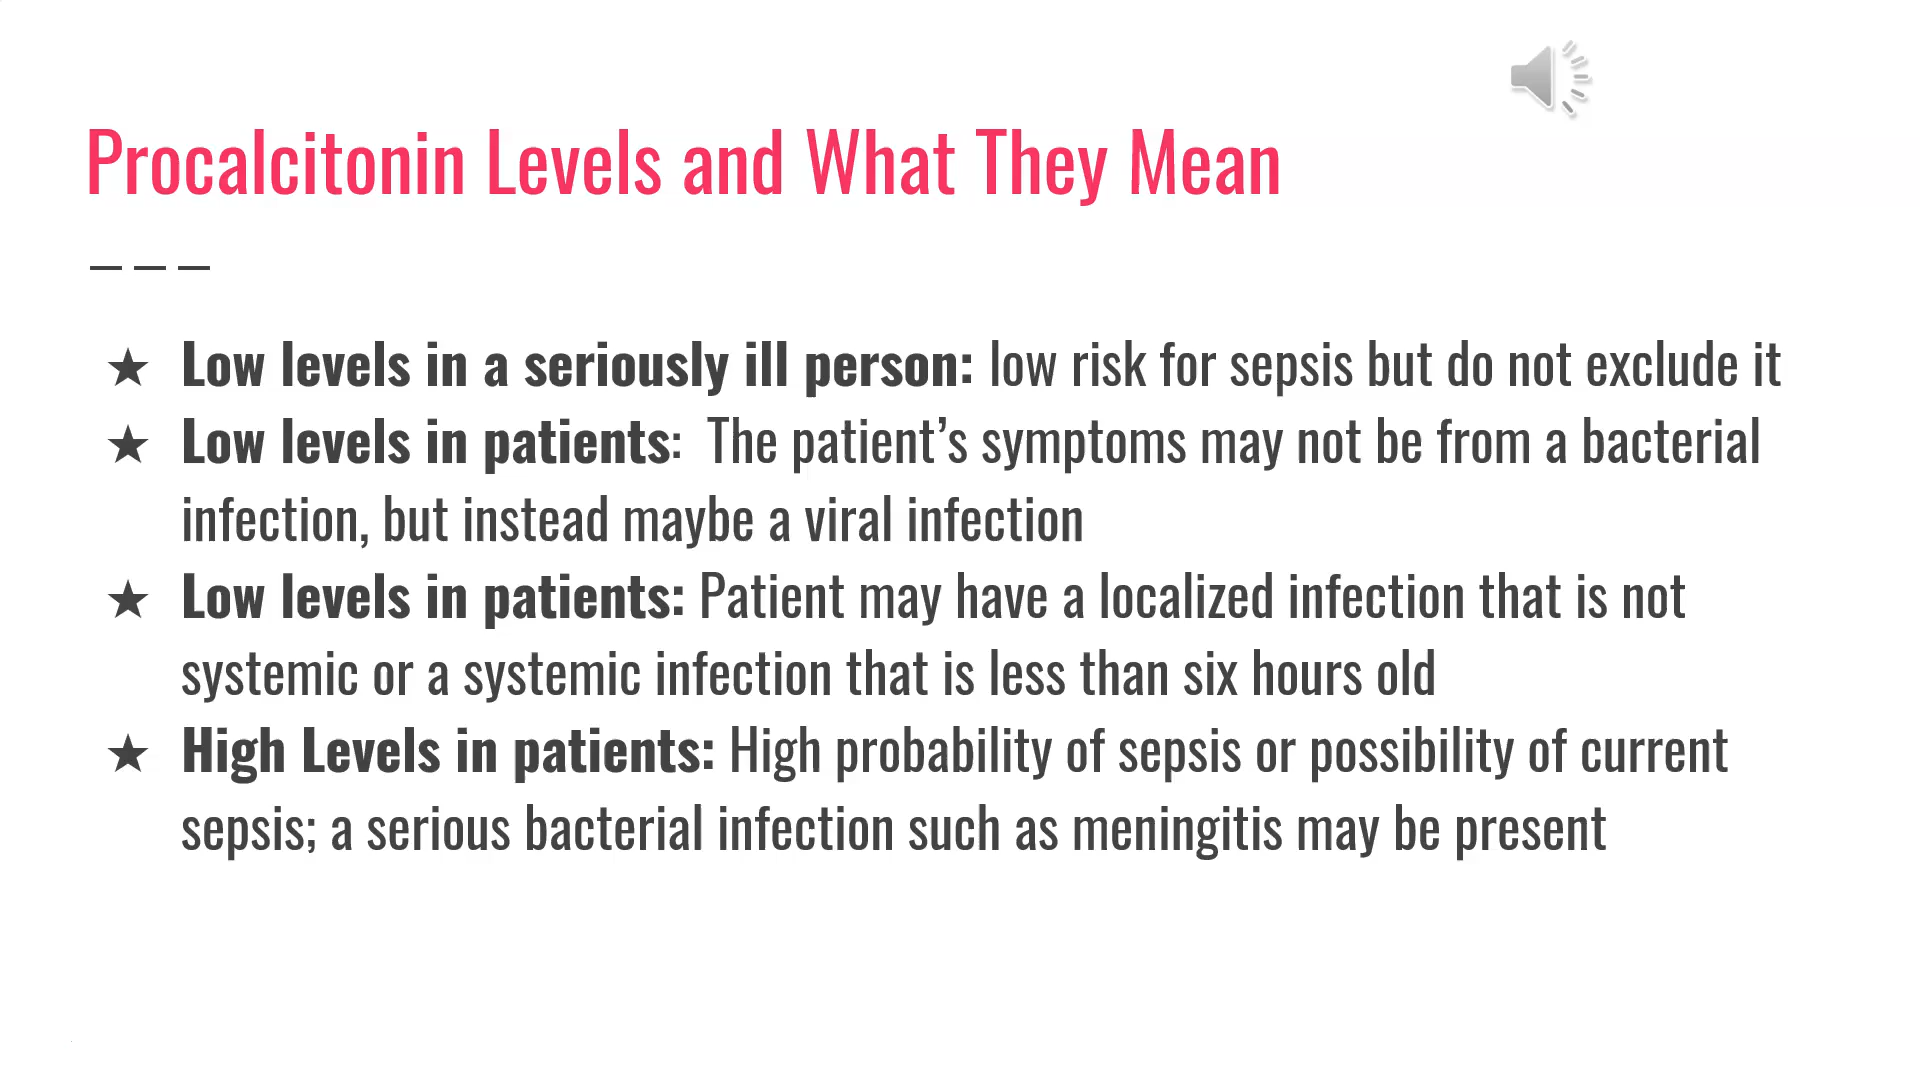 Procalcitonin Levels and What They Mean
★ Low levels in a seriously ill person: low risk for sepsis but do not exclude it
★ Low levels in patients:  The patient’s symptoms may not be from a bacterial
infection, but instead maybe a viral infection
★ Low levels in patients: Patient may have a localized infection that is not
systemic or a systemic infection that is less than six hours old
★ High Levels in patients: High probability of sepsis or possibility of current
sepsis; a serious bacterial infection such as meningitis may be present